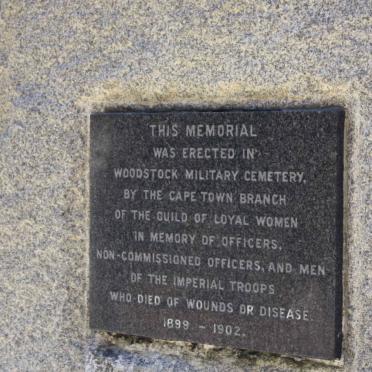 THIS MEMORIAL
WAS ERECTED IN
WOODSTOCK MILITARY CEMETERY,
BY THE CAPE TOWN BRANCH
OF THE GUILD OF LOYAL WOMEN
IN MEMORY OF OFFICERS,
NON-COMMISSIONED OFFICERS, AND MEN
OF THE IMPERIAL TROOPS
WHO DIED OF WOUNDS OR DISEASE.
1899 - 1902.